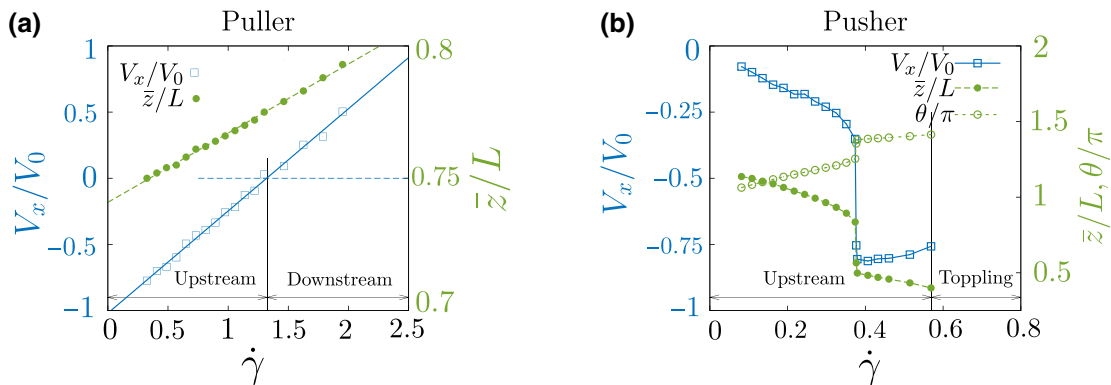 (a)
Puller
1
0.5
0
-0.5
-1
V_x/V_0
V_x/V_0
z̄/L
Upstream
Downstream
0.8
0.75
0.7
z̄/L
0 0.5 1 1.5 2 2.5
γ̇
(b)
Pusher
0
-0.25
-0.5
-0.75
-1
V_x/V_0
V_x/V_0
z̄/L
θ/π
Upstream
Toppling
2
1.5
1
0.5
z̄/L, θ/π
0 0.2 0.4 0.6 0.8
γ̇